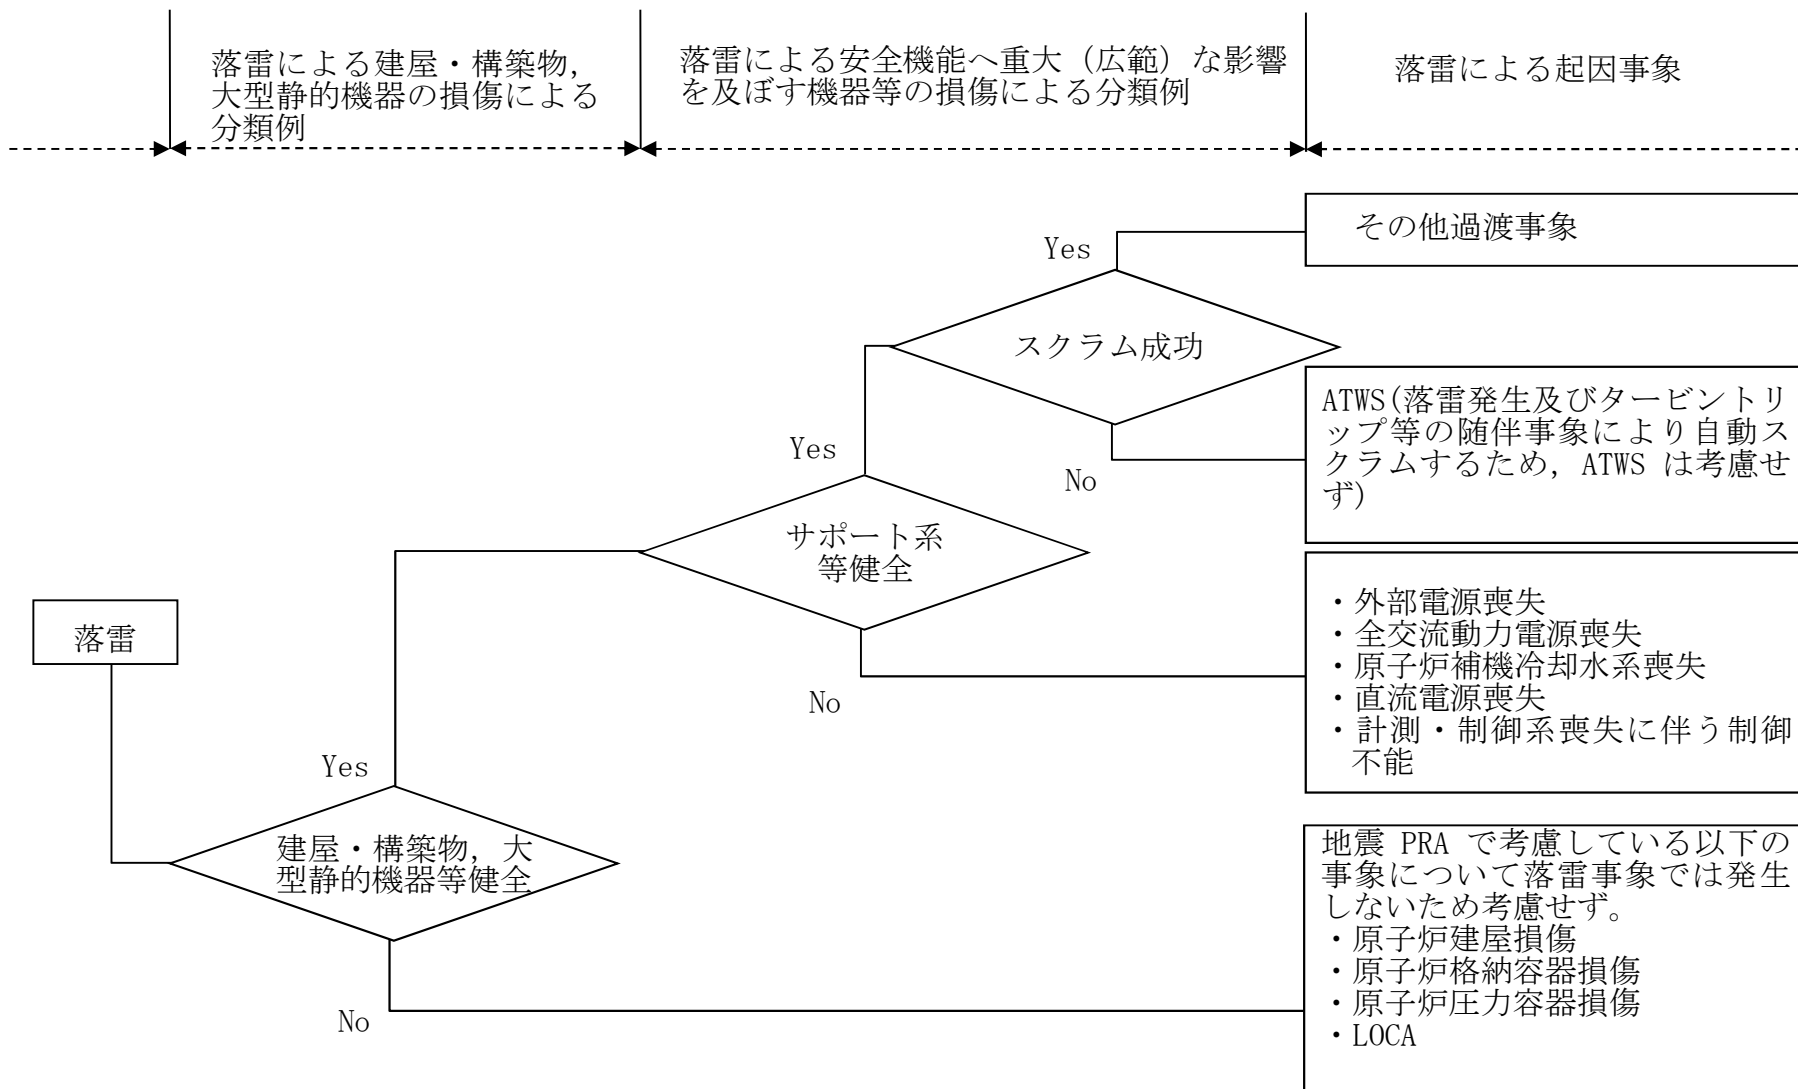 落雷による建屋・構築物,
大型静的機器の損傷による
分類例
落雷による安全機能へ重大（広範）な影響
を及ぼす機器等の損傷による分類例
落雷による起因事象
その他過渡事象
Yes
スクラム成功
ATWS(落雷発生及びタービントリ
ップ等の随伴事象により自動ス
クラムするため, ATWS は考慮せ
ず)
Yes
No
サポート系
等健全
・外部電源喪失
・全交流動力電源喪失
・原子炉補機冷却水系喪失
・直流電源喪失
・計測・制御系喪失に伴う制御
不能
落雷
No
Yes
建屋・構築物, 大
型静的機器等健全
地震 PRA で考慮している以下の
事象について落雷事象では発生
しないため考慮せず。
・原子炉建屋損傷
・原子炉格納容器損傷
・原子炉圧力容器損傷
・LOCA
No